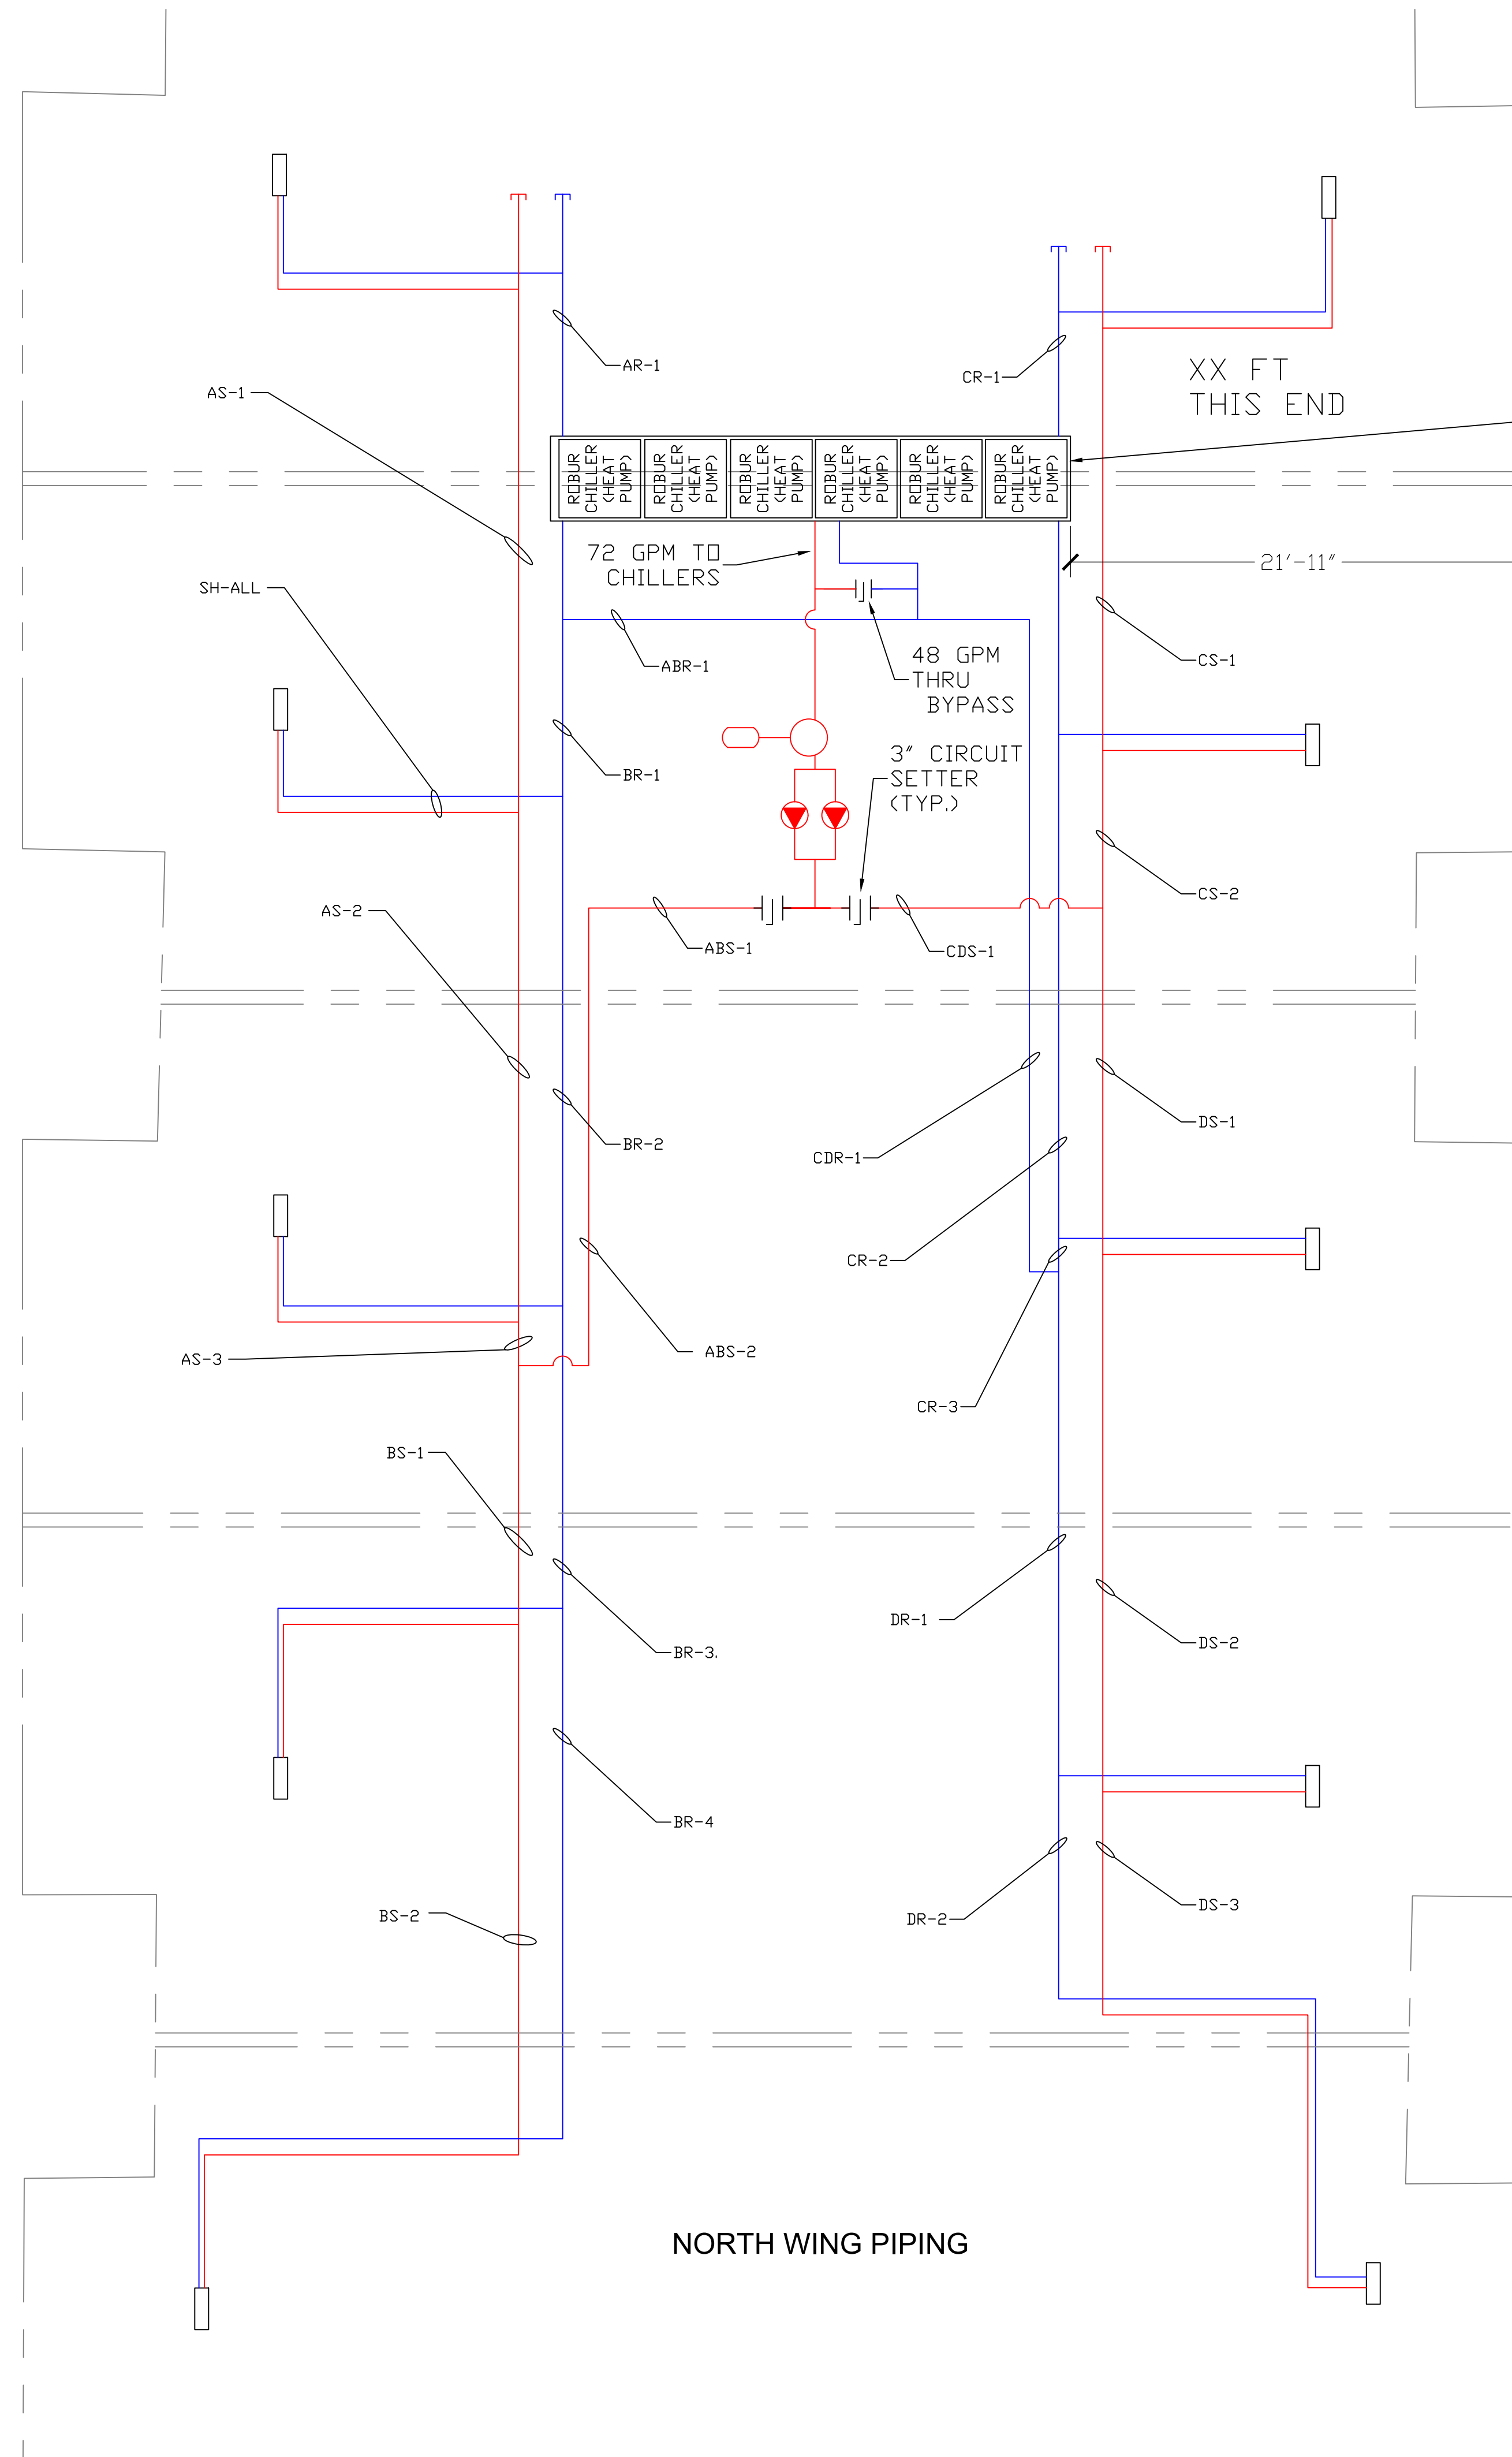 AR-1
CR-1
AS-1
XX FT
THIS END
ROBUR
CHILLER
(HEAT
PUMP)
ROBUR
CHILLER
(HEAT
PUMP)
ROBUR
CHILLER
(HEAT
PUMP)
ROBUR
CHILLER
(HEAT
PUMP)
ROBUR
CHILLER
(HEAT
PUMP)
ROBUR
CHILLER
(HEAT
PUMP)
72 GPM TO
CHILLERS
21'-11"
SH-ALL
ABR-1
48 GPM
THRU
BYPASS
CS-1
BR-1
3" CIRCUIT
SETTER
(TYP.)
CS-2
AS-2
ABS-1
CDS-1
BR-2
DS-1
CDR-1
CR-2
ABS-2
AS-3
CR-3
BS-1
DR-1
DS-2
BR-3.
BR-4
BS-2
DR-2
DS-3
NORTH WING PIPING